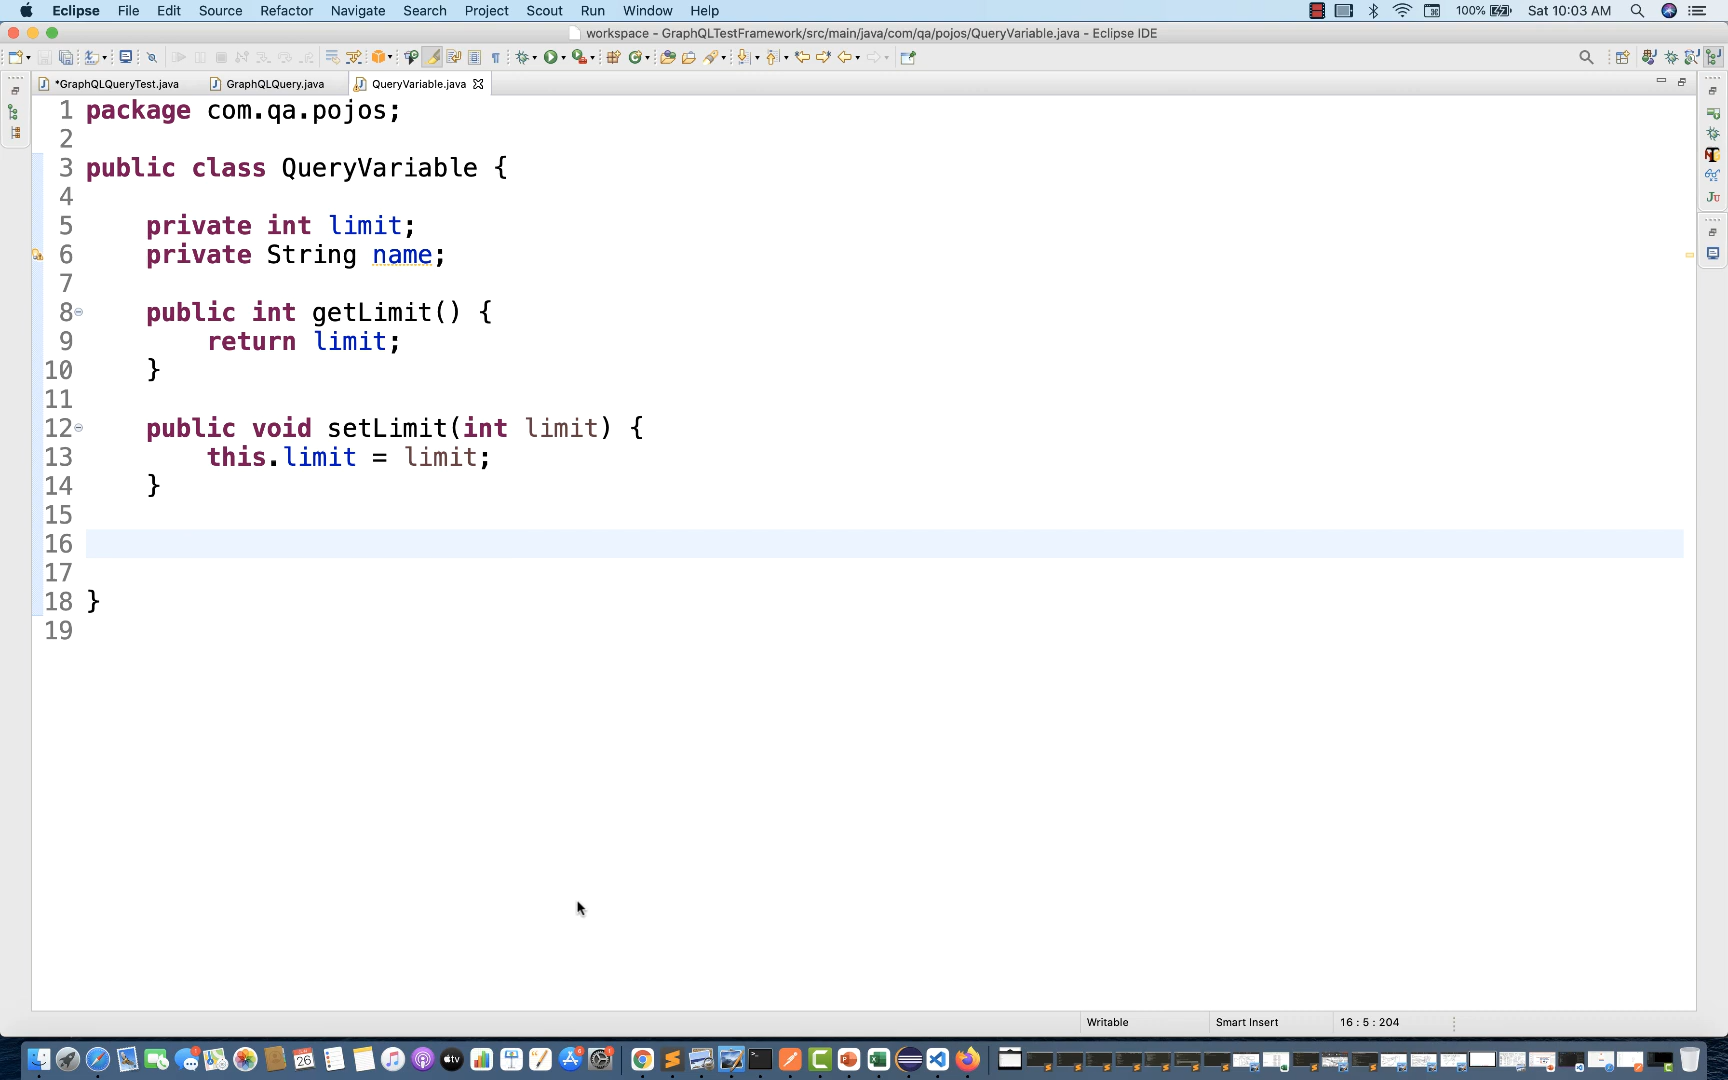 Eclipse File Edit Source Refactor Navigate Search Project Scout Run Window Help 100% Sat 10:03 AM
workspace - GraphQLTestFramework/src/main/java/com/qa/pojos/QueryVariable.java - Eclipse IDE
*GraphQLQueryTest.java GraphQLQuery.java QueryVariable.java
1 package com.qa.pojos;
2
3 public class QueryVariable {
4
5 private int limit;
6 private String name;
7
8 public int getLimit() {
9 return limit;
10 }
11
12 public void setLimit(int limit) {
13 this.limit = limit;
14 }
15
16
17
18 }
19
Writable Smart Insert 16 : 5 : 204